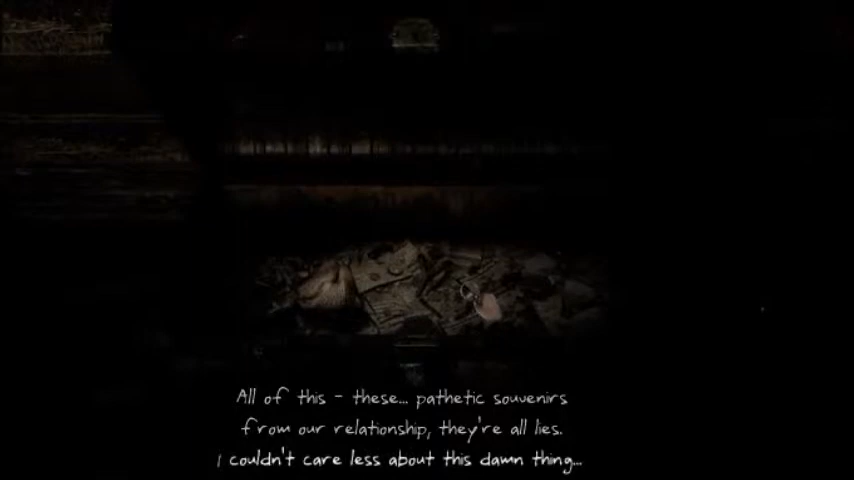 All of this - these... pathetic souvenirs
from our relationship, they're all lies.
I couldn't care less about this damn thing...